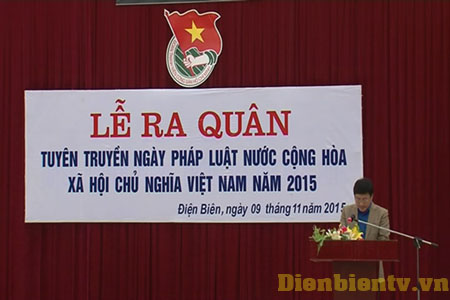 LỄ RA QUÂN
TUYÊN TRUYỀN NGÀY PHÁP LUẬT NƯỚC CỘNG HÒA
XÃ HỘI CHỦ NGHĨA VIỆT NAM NĂM 2015
Điện Biên, ngày 09 tháng 11 năm 2015
Dienbientv.vn